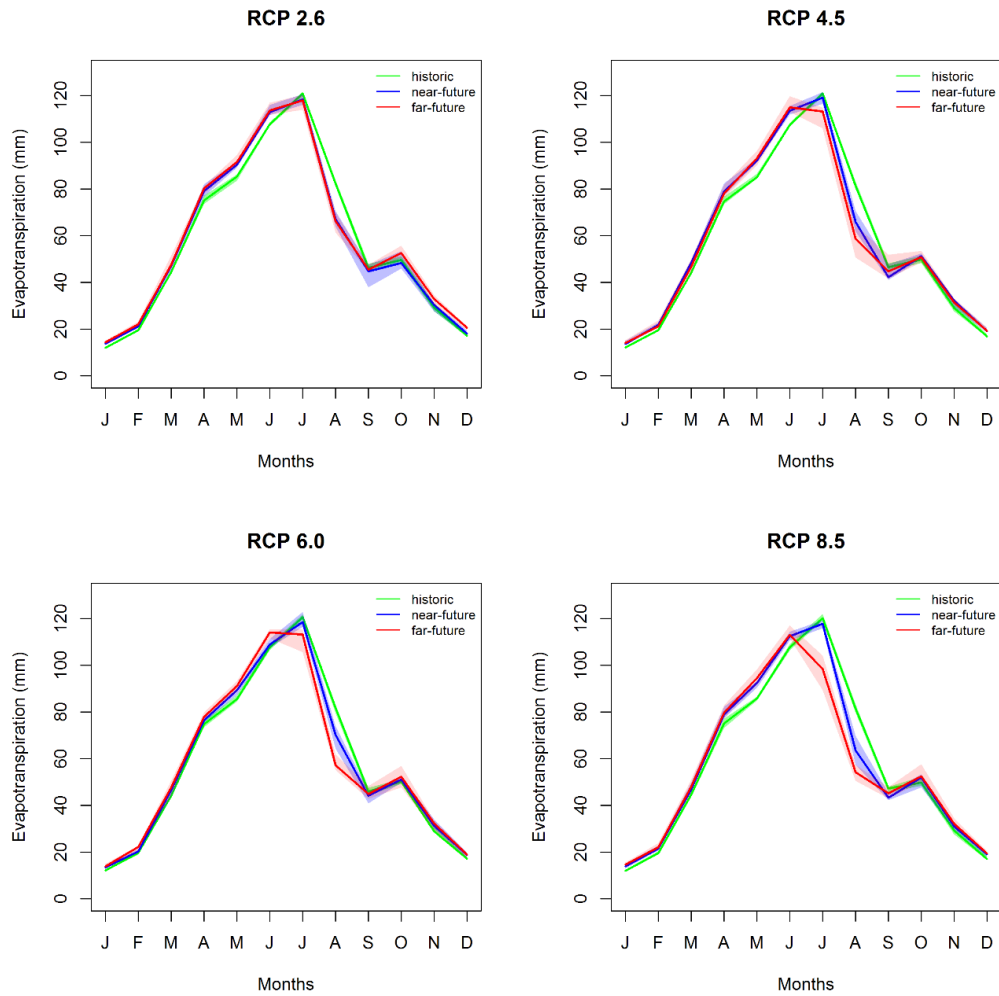 RCP 2.6
historic
near-future
far-future
Evapotranspiration (mm)
120
100
80
60
40
20
0
J F M A M J J A S O N D
Months
RCP 4.5
historic
near-future
far-future
Evapotranspiration (mm)
120
100
80
60
40
20
0
J F M A M J J A S O N D
Months
RCP 6.0
historic
near-future
far-future
Evapotranspiration (mm)
120
100
80
60
40
20
0
J F M A M J J A S O N D
Months
RCP 8.5
historic
near-future
far-future
Evapotranspiration (mm)
120
100
80
60
40
20
0
J F M A M J J A S O N D
Months